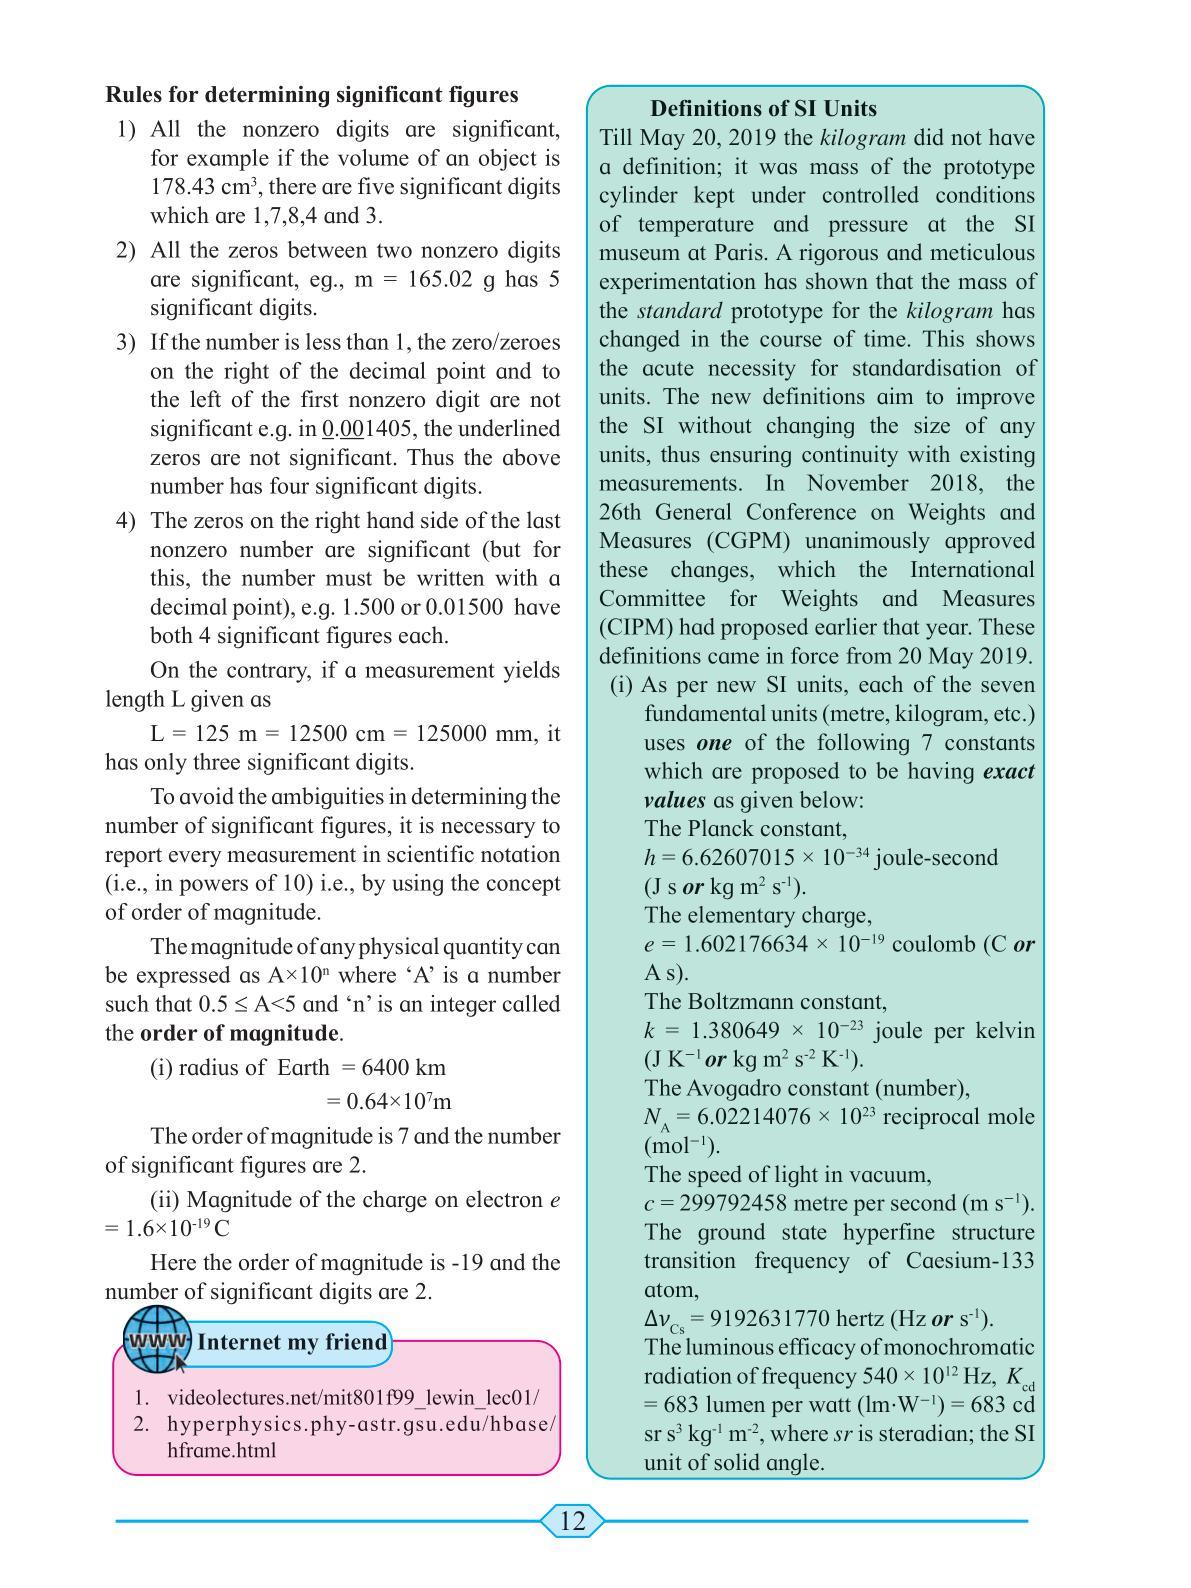 Rules for determining significant figures
1) All the nonzero digits are significant,
for example if the volume of an object is
178.43 cm³, there are five significant digits
which are 1,7,8,4 and 3.
2) All the zeros between two nonzero digits
are significant, eg., m = 165.02 g has 5
significant digits.
3) If the number is less than 1, the zero/zeroes
on the right of the decimal point and to
the left of the first nonzero digit are not
significant e.g. in 0.001405, the underlined
zeros are not significant. Thus the above
number has four significant digits.
4) The zeros on the right hand side of the last
nonzero number are significant (but for
this, the number must be written with a
decimal point), e.g. 1.500 or 0.01500 have
both 4 significant figures each.
On the contrary, if a measurement yields
length L given as
L = 125 m = 12500 cm = 125000 mm, it
has only three significant digits.
To avoid the ambiguities in determining the
number of significant figures, it is necessary to
report every measurement in scientific notation
(i.e., in powers of 10) i.e., by using the concept
of order of magnitude.
The magnitude of any physical quantity can
be expressed as A×10ⁿ where ‘A’ is a number
such that 0.5 ≤ A<5 and ‘n’ is an integer called
the order of magnitude.
(i) radius of Earth = 6400 km
= 0.64×10⁷m
The order of magnitude is 7 and the number
of significant figures are 2.
(ii) Magnitude of the charge on electron e
= 1.6×10⁻¹⁹ C
Here the order of magnitude is -19 and the
number of significant digits are 2.
www Internet my friend
1. videolectures.net/mit801f99_lewin_lec01/
2. hyperphysics.phy-astr.gsu.edu/hbase/
hframe.html
Definitions of SI Units
Till May 20, 2019 the kilogram did not have
a definition; it was mass of the prototype
cylinder kept under controlled conditions
of temperature and pressure at the SI
museum at Paris. A rigorous and meticulous
experimentation has shown that the mass of
the standard prototype for the kilogram has
changed in the course of time. This shows
the acute necessity for standardisation of
units. The new definitions aim to improve
the SI without changing the size of any
units, thus ensuring continuity with existing
measurements. In November 2018, the
26th General Conference on Weights and
Measures (CGPM) unanimously approved
these changes, which the International
Committee for Weights and Measures
(CIPM) had proposed earlier that year. These
definitions came in force from 20 May 2019.
(i) As per new SI units, each of the seven
fundamental units (metre, kilogram, etc.)
uses one of the following 7 constants
which are proposed to be having exact
values as given below:
The Planck constant,
h = 6.62607015 × 10⁻³⁴ joule-second
(J s or kg m² s⁻¹).
The elementary charge,
e = 1.602176634 × 10⁻¹⁹ coulomb (C or
A s).
The Boltzmann constant,
k = 1.380649 × 10⁻²³ joule per kelvin
(J K⁻¹ or kg m² s⁻² K⁻¹).
The Avogadro constant (number),
N_A = 6.02214076 × 10²³ reciprocal mole
(mol⁻¹).
The speed of light in vacuum,
c = 299792458 metre per second (m s⁻¹).
The ground state hyperfine structure
transition frequency of Caesium-133
atom,
Δν_Cs = 9192631770 hertz (Hz or s⁻¹).
The luminous efficacy of monochromatic
radiation of frequency 540 × 10¹² Hz, K_cd
= 683 lumen per watt (lm·W⁻¹) = 683 cd
sr s³ kg⁻¹ m⁻², where sr is steradian; the SI
unit of solid angle.
12